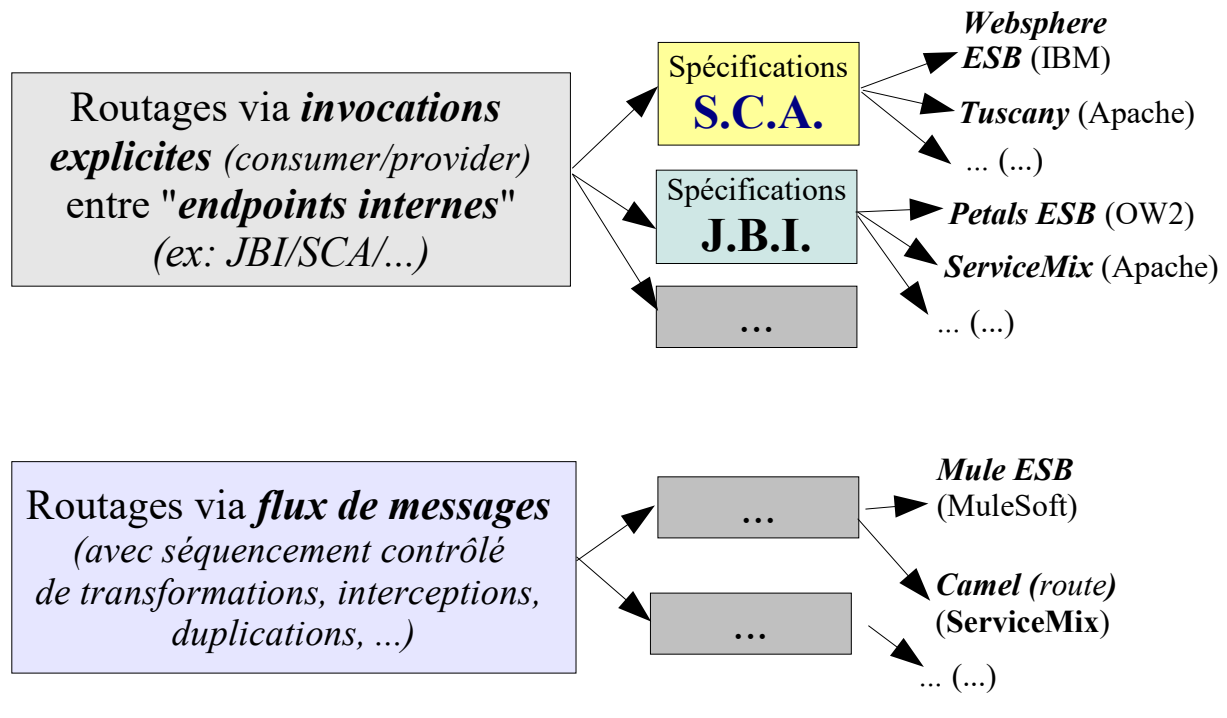 Routages via invocations
explicites (consumer/provider)
entre "endpoints internes"
(ex: JBI/SCA/...)
Spécifications
S.C.A.
Websphere
ESB (IBM)
Tuscany (Apache)
... (...)
Spécifications
J.B.I.
Petals ESB (OW2)
ServiceMix (Apache)
... (...)
...
Routages via flux de messages
(avec séquencement contrôlé
de transformations, interceptions,
duplications, ...)
...
Mule ESB
(MuleSoft)
Camel (route)
(ServiceMix)
...
... (...)